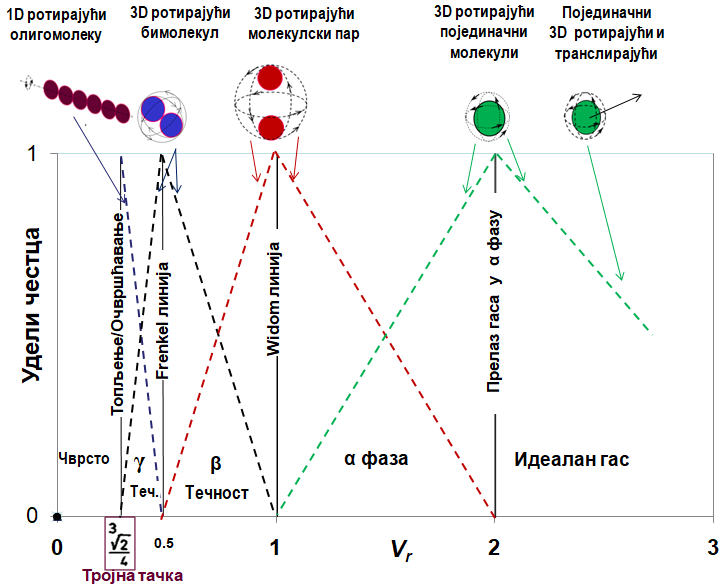 1D ротирајући
олигомолеку
3D ротирајући
бимолекул
3D ротирајући
молекулски пар
3D ротирајући
појединачни
молекули
Појединачни
3D ротирајући и
транслирајући
1
Удели честца
Топљење/Очвршћавање
Frenkel линија
Widom линија
Прелаз гаса у α фазу
Чврсто
γ
Теч.
β
Течност
α фаза
Идеалан гас
0
0
3√2/4
0.5
1
Vr
2
3
Тројна тачка